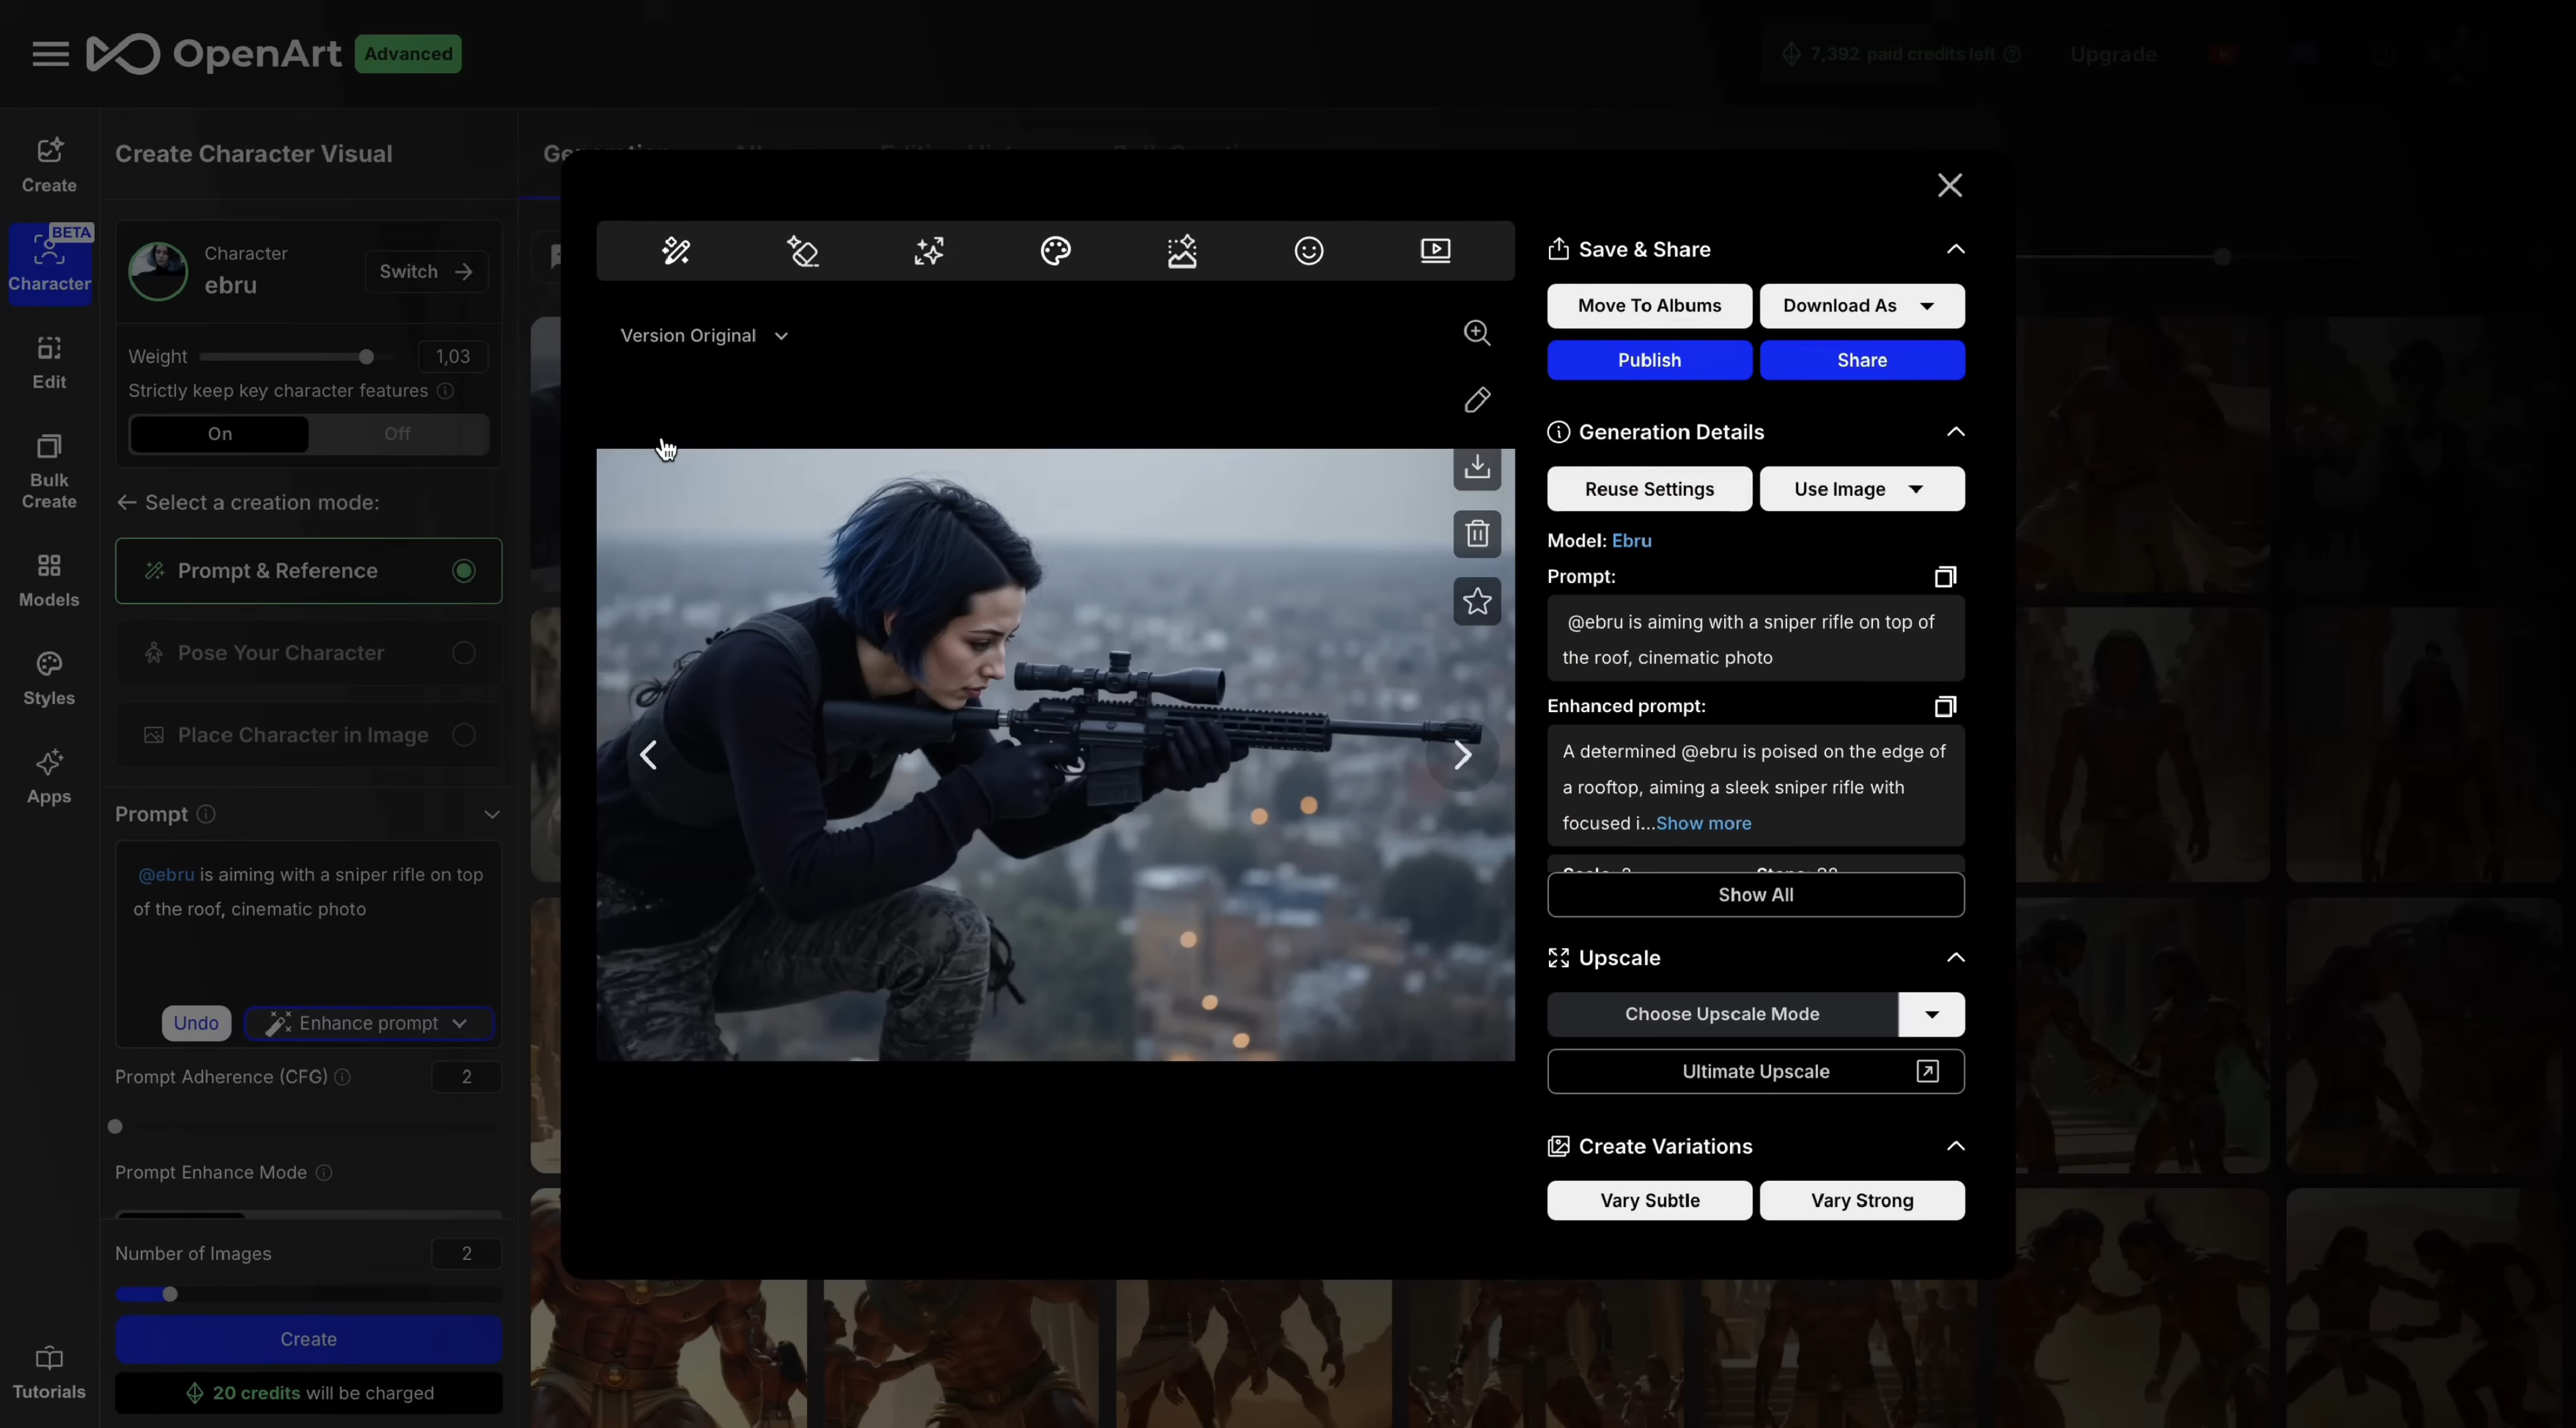 OpenArt
Advanced
7,392 paid credits left
Upgrade
Create
BETA
Character
Edit
Bulk
Create
Models
Styles
Apps
Tutorials
Create Character Visual
Character
ebru
Switch
Weight
1,03
Strictly keep key character features
On
Off
Select a creation mode:
Prompt & Reference
Pose Your Character
Place Character in Image
Prompt
@ebru is aiming with a sniper rifle on top
of the roof, cinematic photo
Undo
Enhance prompt
Prompt Adherence (CFG)
2
Prompt Enhance Mode
Number of Images
2
Create
20 credits will be charged
Version Original
Save & Share
Move To Albums
Download As
Publish
Share
Generation Details
Reuse Settings
Use Image
Model: Ebru
Prompt:
@ebru is aiming with a sniper rifle on top of
the roof, cinematic photo
Enhanced prompt:
A determined @ebru is poised on the edge of
a rooftop, aiming a sleek sniper rifle with
focused i...Show more
Show All
Upscale
Choose Upscale Mode
Ultimate Upscale
Create Variations
Vary Subtle
Vary Strong